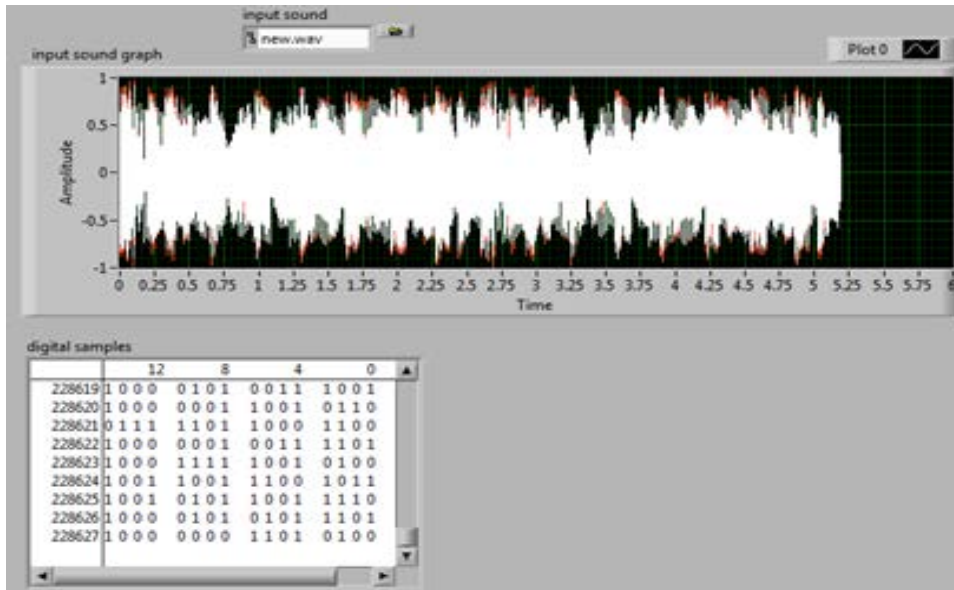 input sound
new.wav
input sound graph
Plot 0
Amplitude
1
0.5
0
-0.5
-1
0 0.25 0.5 0.75 1 1.25 1.5 1.75 2 2.25 2.5 2.75 3 3.25 3.5 3.75 4 4.25 4.5 4.75 5 5.25 5.5 5.75 6
Time
digital samples
12 8 4 0
228619 1 0 0 0 0 1 0 1 0 0 1 1 1 0 0 1
228620 1 0 0 0 0 0 0 1 1 0 0 1 0 1 1 0
228621 0 1 1 1 1 1 0 1 1 0 0 0 1 1 0 0
228622 1 0 0 0 0 0 0 1 0 0 1 1 1 1 0 1
228623 1 0 0 0 1 1 1 1 1 0 0 1 0 1 0 0
228624 1 0 0 1 1 0 0 1 1 1 0 0 1 0 1 1
228625 1 0 0 1 0 1 0 1 1 0 0 1 1 1 1 0
228626 1 0 0 0 0 1 0 1 0 1 0 1 1 1 0 1
228627 1 0 0 0 0 0 0 0 1 1 0 1 0 1 0 0